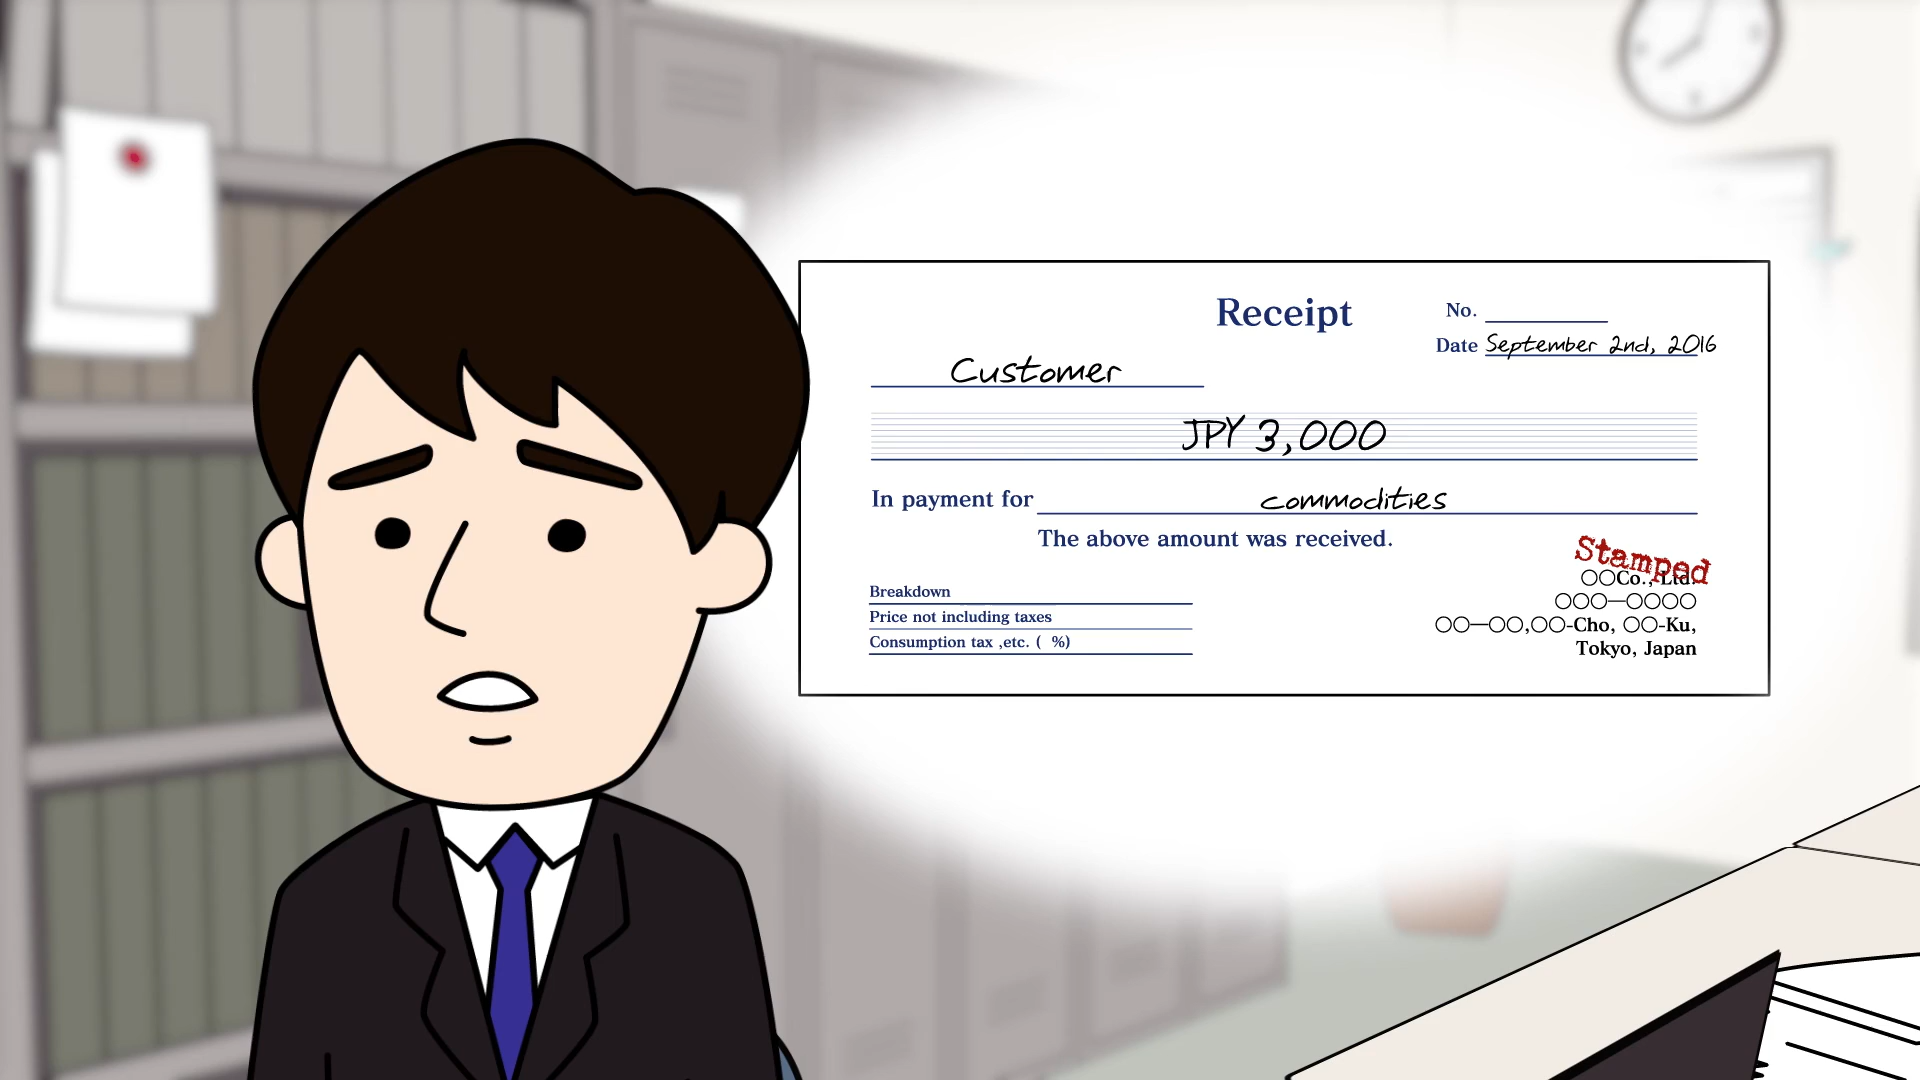 Receipt
No.
Date September 2nd, 2016
Customer
JPY 3,000
In payment for commodities
The above amount was received.
Stamped
○○Co., Ltd.
Breakdown
○○○—○○○○
Price not including taxes
○○—○○,○○-Cho, ○○-Ku,
Consumption tax ,etc. (  %)
Tokyo, Japan